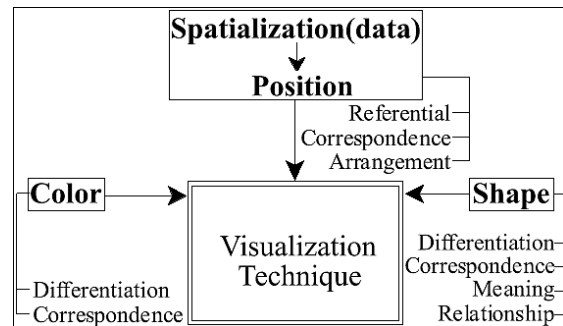 Spatialization(data)
Position
Referential
Correspondence
Arrangement
Color
Shape
Visualization
Technique
Differentiation
Correspondence
Differentiation
Correspondence
Meaning
Relationship